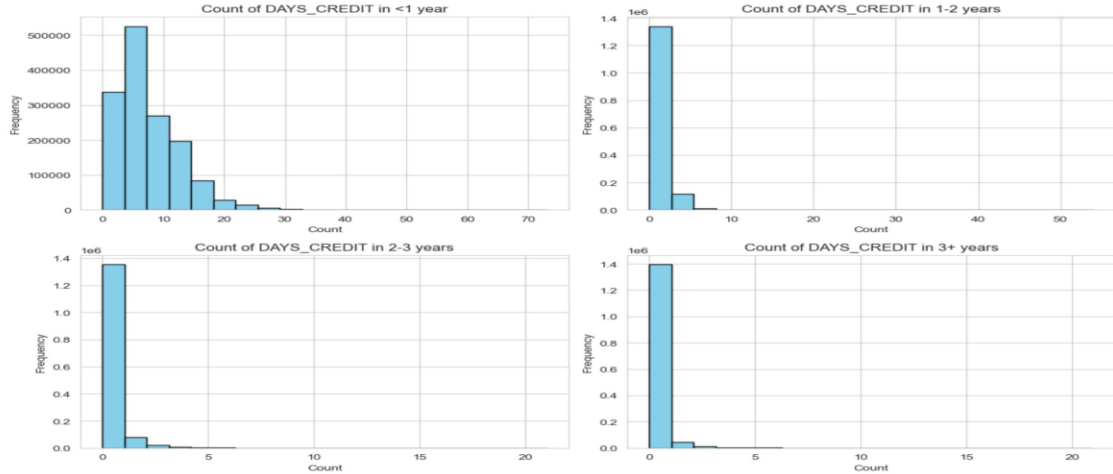 Count of DAYS_CREDIT in <1 year
500000
400000
300000
200000
100000
0
Frequency
0 10 20 30 40 50 60 70
Count
Count of DAYS_CREDIT in 1-2 years
1e6
1.4
1.2
1.0
0.8
0.6
0.4
0.2
0.0
Frequency
0 10 20 30 40 50
Count
Count of DAYS_CREDIT in 2-3 years
1e6
1.4
1.2
1.0
0.8
0.6
0.4
0.2
0.0
Frequency
0 5 10 15 20
Count
Count of DAYS_CREDIT in 3+ years
1e6
1.4
1.2
1.0
0.8
0.6
0.4
0.2
0.0
Frequency
0 5 10 15 20
Count